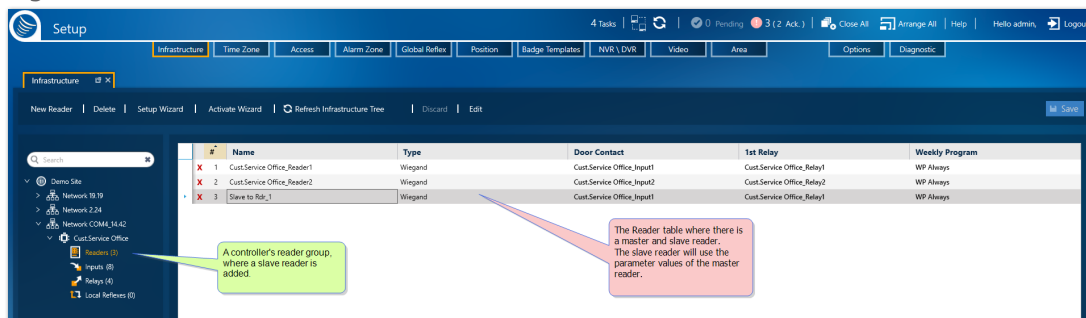 Setup
4 Tasks | 0 Pending 3 ( 2 Ack. ) | Close All Arrange All | Help | Hello admin, Logou
Infrastructure Time Zone Access Alarm Zone Global Reflex Position Badge Templates NVR \ DVR Video Area Options Diagnostic
Infrastructure
New Reader | Delete | Setup Wizard | Activate Wizard | Refresh Infrastructure Tree | Discard | Edit Save
Search
# Name Type Door Contact 1st Relay Weekly Program
X 1 Cust.Service Office_Reader1 Wiegand Cust.Service Office_Input1 Cust.Service Office_Relay1 WP Always
X 2 Cust.Service Office_Reader2 Wiegand Cust.Service Office_Input2 Cust.Service Office_Relay2 WP Always
X 3 Slave to Rdr_1 Wiegand Cust.Service Office_Input1 Cust.Service Office_Relay1 WP Always
Demo Site
Network 19.19
Network 2.24
Network COM4_14.42
Cust.Service Office
Readers (3)
Inputs (8)
Relays (4)
Local Reflexes (0)
A controller's reader group,
where a slave reader is
added.
The Reader table where there is
a master and slave reader.
The slave reader will use the
parameter values of the master
reader.